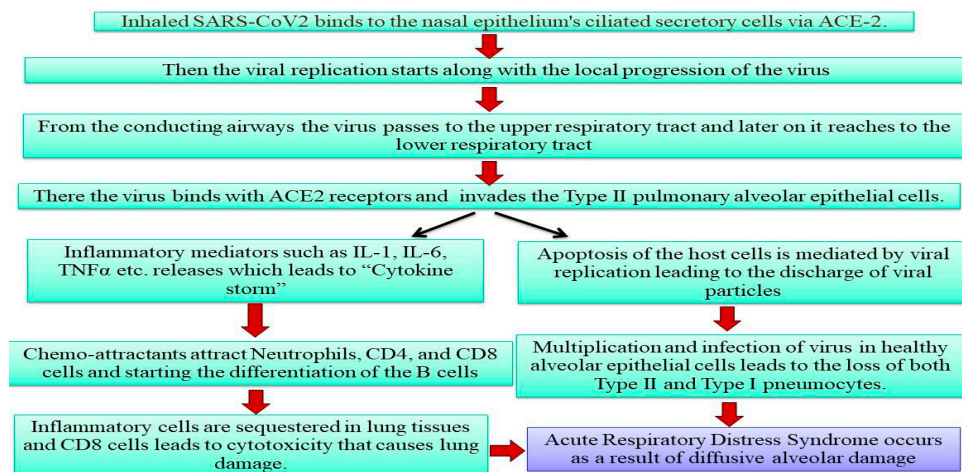 Inhaled SARS-CoV2 binds to the nasal epithelium's ciliated secretory cells via ACE-2.
Then the viral replication starts along with the local progression of the virus
From the conducting airways the virus passes to the upper respiratory tract and later on it reaches to the
lower respiratory tract
There the virus binds with ACE2 receptors and invades the Type II pulmonary alveolar epithelial cells.
Inflammatory mediators such as IL-1, IL-6,
TNFα etc. releases which leads to “Cytokine
storm”
Apoptosis of the host cells is mediated by viral
replication leading to the discharge of viral
particles
Chemo-attractants attract Neutrophils, CD4, and CD8
cells and starting the differentiation of the B cells
Multiplication and infection of virus in healthy
alveolar epithelial cells leads to the loss of both
Type II and Type I pneumocytes.
Inflammatory cells are sequestered in lung tissues
and CD8 cells leads to cytotoxicity that causes lung
damage.
Acute Respiratory Distress Syndrome occurs
as a result of diffusive alveolar damage